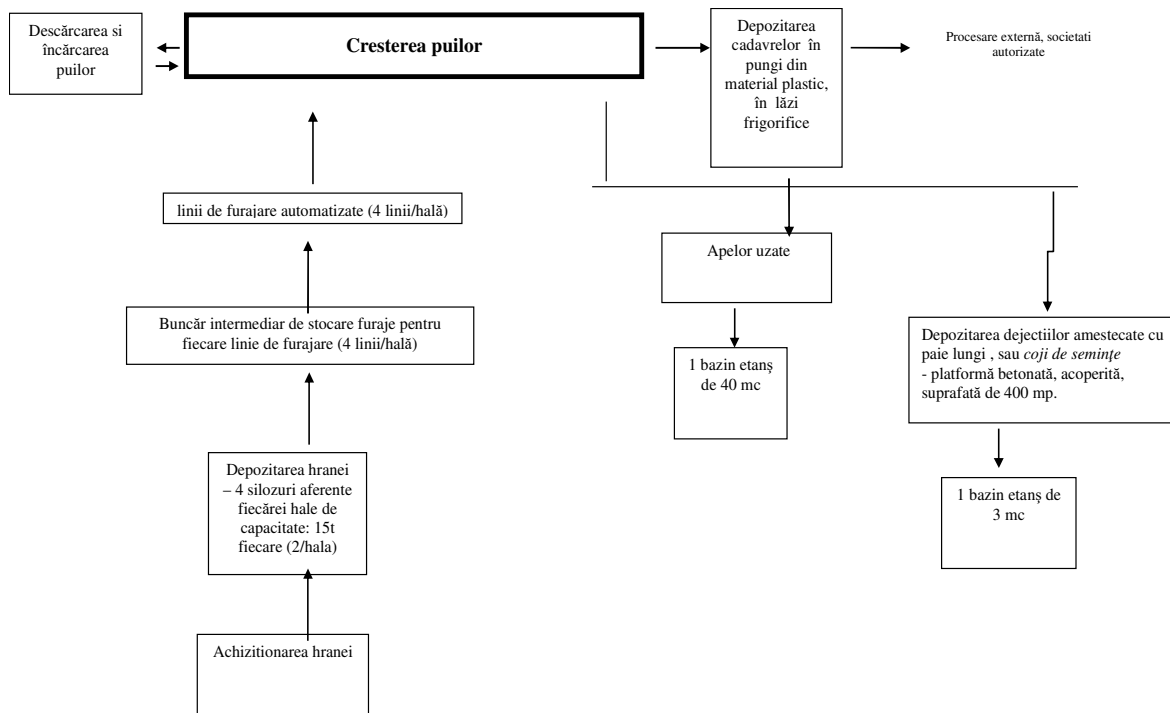 Descărcarea si
încărcarea
puilor
Cresterea puilor
Depozitarea
cadavrelor în
pungi din
material plastic,
în lăzi
frigorifice
Procesare externă, societati
autorizate
linii de furajare automatizate (4 linii/hală)
Apelor uzate
Buncăr intermediar de stocare furaje pentru
fiecare linie de furajare (4 linii/hală)
1 bazin etanş
de 40 mc
Depozitarea dejectiilor amestecate cu
paie lungi , sau coji de seminţe
- platformă betonată, acoperită,
suprafată de 400 mp.
Depozitarea hranei
– 4 silozuri aferente
fiecărei hale de
capacitate: 15t
fiecare (2/hala)
1 bazin etanş de
3 mc
Achizitionarea hranei